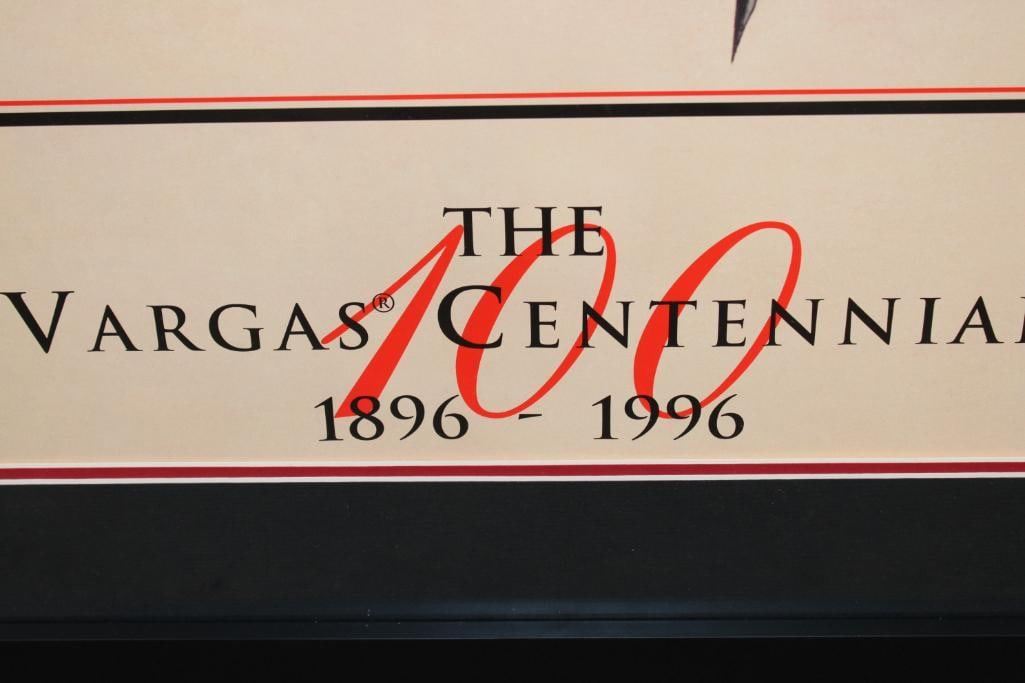 THE
100
VARGAS® CENTENNIAL
1896 - 1996